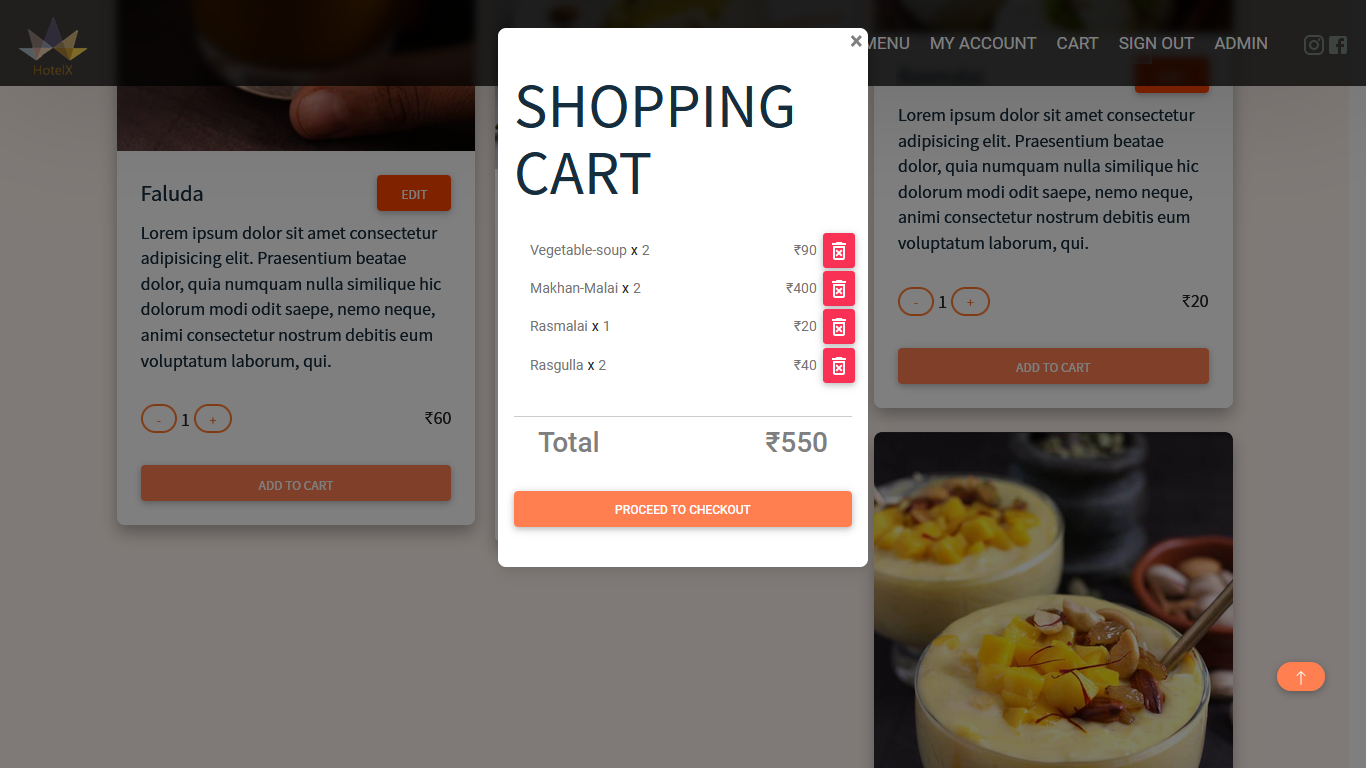 HotelX
MENU MY ACCOUNT CART SIGN OUT ADMIN
×
SHOPPING
CART
Vegetable-soup x 2 ₹90
Makhan-Malai x 2 ₹400
Rasmalai x 1 ₹20
Rasgulla x 2 ₹40
Total ₹550
PROCEED TO CHECKOUT
Faluda EDIT
Lorem ipsum dolor sit amet consectetur
adipisicing elit. Praesentium beatae
dolor, quia numquam nulla similique hic
dolorum modi odit saepe, nemo neque,
animi consectetur nostrum debitis eum
voluptatum laborum, qui.
- 1 + ₹60
ADD TO CART
Lorem ipsum dolor sit amet consectetur
adipisicing elit. Praesentium beatae
dolor, quia numquam nulla similique hic
dolorum modi odit saepe, nemo neque,
animi consectetur nostrum debitis eum
voluptatum laborum, qui.
- 1 + ₹20
ADD TO CART
↑